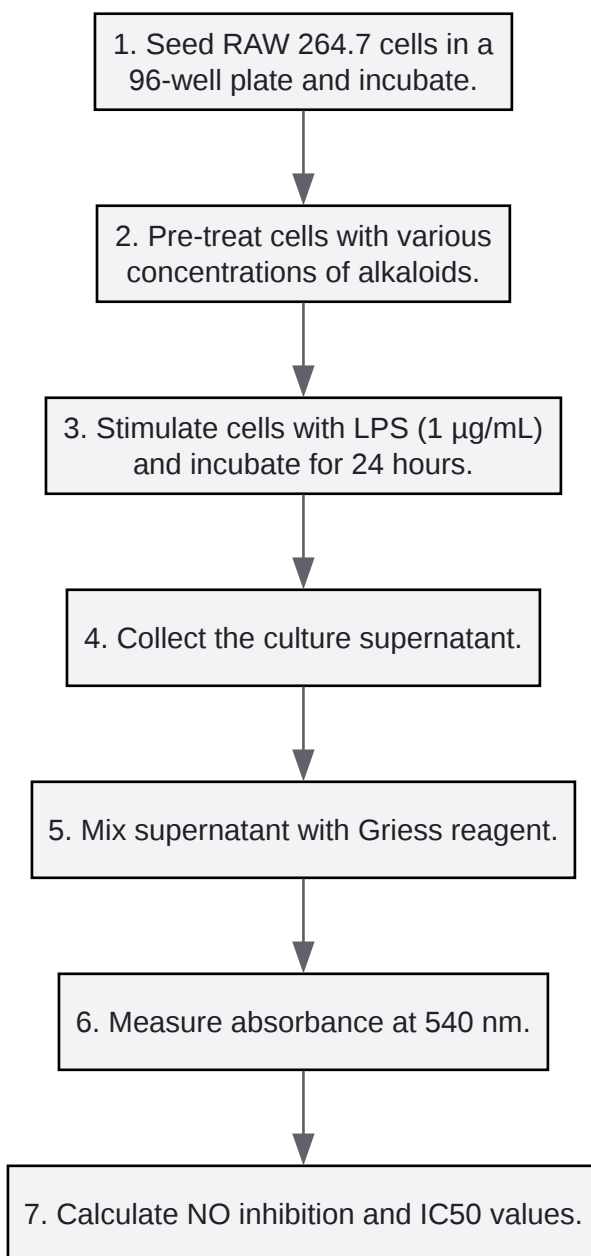 1. Seed RAW 264.7 cells in a
96-well plate and incubate.
2. Pre-treat cells with various
concentrations of alkaloids.
3. Stimulate cells with LPS (1 µg/mL)
and incubate for 24 hours.
4. Collect the culture supernatant.
5. Mix supernatant with Griess reagent.
6. Measure absorbance at 540 nm.
7. Calculate NO inhibition and IC50 values.